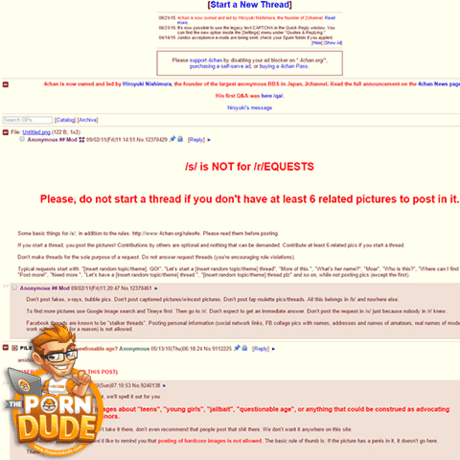 [Start a New Thread]
09/21/15 4chan is now owned and led by Hiroyuki Nishimura, the founder of 2channel. Read more.
04/21/15 It's now possible to use the legacy text CAPTCHA in the Quick Reply window. You can find the new option inside the [Settings] menu under "Quotes & Replying."
04/14/15 Janitor acceptance e-mails are being sent, check your Spam folder if you applied.
[Hide] [Show All]
Please support 4chan by disabling your ad blocker on *.4chan.org/*,
purchasing a self-serve ad, or buying a 4chan Pass.
4chan is now owned and led by Hiroyuki Nishimura, the founder of the largest anonymous BBS in Japan, 2channel. Read the full announcement on the 4chan News page
His first Q&A was here /qa/.
Hiroyuki's message
Search OPs… [Catalog] [Archive]
File: Untitled.png (122 B, 1x2)
Anonymous ## Mod 09/02/11(Fri)11:14:51 No.12370429 [Reply]
/s/ is NOT for /r/EQUESTS
Please, do not start a thread if you don't have at least 6 related pictures to post in it.
Some basic things for /s/, in addition to the rules: http://www.4chan.org/rules#s. Please read them before posting.
If you start a thread, you post the pictures! Contributions by others are optional and nothing that can be demanded. Contribute at least 6 related pics if you start a thread.
Don't make threads for the sole purpose of a request. Do not answer request threads (you're encouraging rule violations).
Typical requests start with: "[insert random topic/theme], GO!", "Let's start a [insert random topic/theme] thread", "More of this.", "What's her name?", "Moar", "Who is this?", "Where can I find
"Post more!", "Need more.", "Let's have a [insert random topic/theme] thread.", "[insert random topic/theme] thread plz" and so on, while not posting pics (except the first).
Anonymous ## Mod 09/02/11(Fri)11:20:47 No.12370461
Don't post fakes, x-rays, bubble pics. Don't post captioned pictures/wincest pictures. Don't post fap roulette pics/threads. All this belongs in /b/ and nowhere else.
To find more pictures use Google image search and Tineye first. Then go to /r/. Don't expect to get an immediate answer. Don't post the request in /s/ just because nobody in /r/ knew.
Facebook threads are known to be "stalker threads". Posting personal information (social network links, FB collage pics with names, addresses and names of amateurs, real names of models
for a reason) is not allowed.
FILE
questionable age? Anonymous 05/13/10(Thu)06:18:24 No.9112225 [Reply]
THIS POST)
(Sun)07:18:53 No.9240138
we'll spell it out for you
ages about "teens", "young girls", "jailbait", "questionable age", or anything that could be construed as advocating
minors.
take it there, don't even recommend that people post that shit there. We don't want it anywhere on this site.
we'd like to remind you that posting of hardcore images is not allowed. The basic rule of thumb is: If the picture has a penis in it, it doesn't go here.
THE
PORN
DUDE